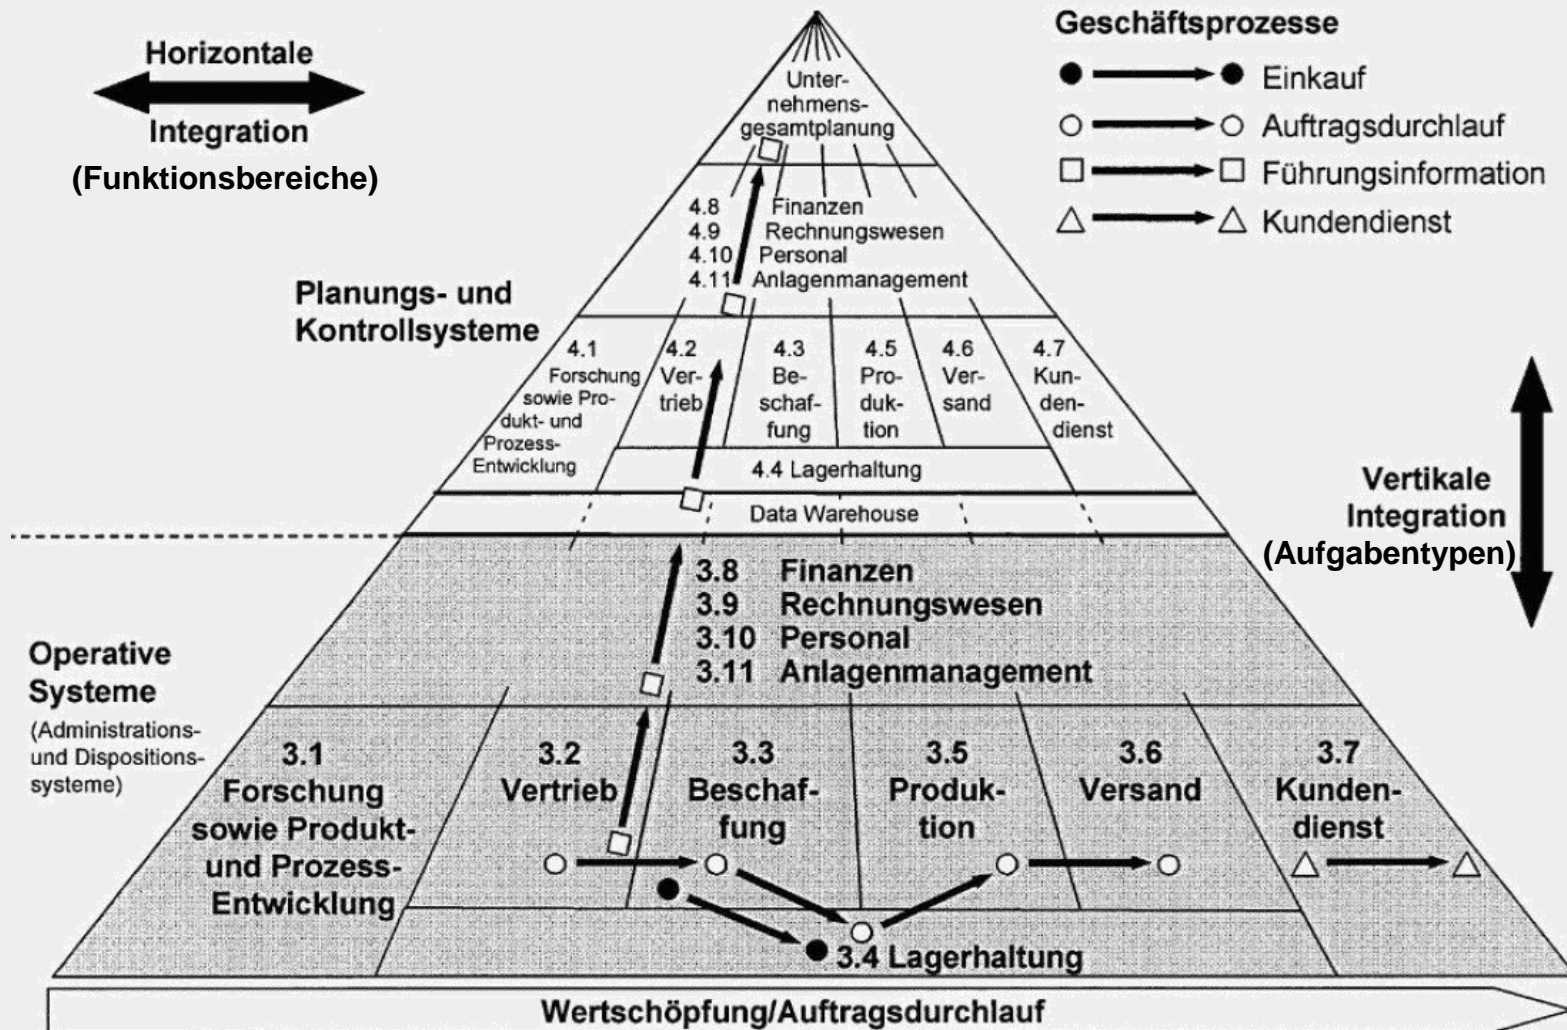 Horizontale
Integration
(Funktionsbereiche)
Geschäftsprozesse
Einkauf
Auftragsdurchlauf
Führungsinformation
Kundendienst
Unter-
nehmens-
gesamtplanung
4.8 Finanzen
4.9 Rechnungswesen
4.10 Personal
4.11 Anlagenmanagement
Planungs- und
Kontrollsysteme
4.1
Forschung
sowie Pro-
dukt- und
Prozess-
Entwicklung
4.2
Ver-
trieb
4.3
Be-
schaf-
fung
4.5
Pro-
duk-
tion
4.6
Ver-
sand
4.7
Kun-
den-
dienst
4.4 Lagerhaltung
Data Warehouse
Vertikale
Integration
(Aufgabentypen)
3.8 Finanzen
3.9 Rechnungswesen
3.10 Personal
3.11 Anlagenmanagement
Operative
Systeme
(Administrations-
und Dispositions-
systeme)
3.1
Forschung
sowie Produkt-
und Prozess-
Entwicklung
3.2
Vertrieb
3.3
Beschaf-
fung
3.5
Produk-
tion
3.6
Versand
3.7
Kunden-
dienst
3.4 Lagerhaltung
Wertschöpfung/Auftragsdurchlauf